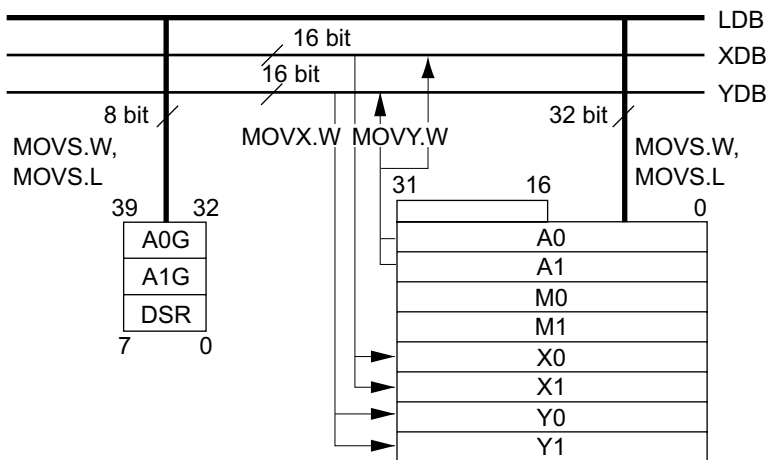 LDB
16 bit
XDB
16 bit
YDB
8 bit
MOVX.W MOVY.W
32 bit
MOVS.W,
MOVS.L
MOVS.W,
MOVS.L
39 32
A0G
A1G
DSR
7 0
31 16
0
A0
A1
M0
M1
X0
X1
Y0
Y1